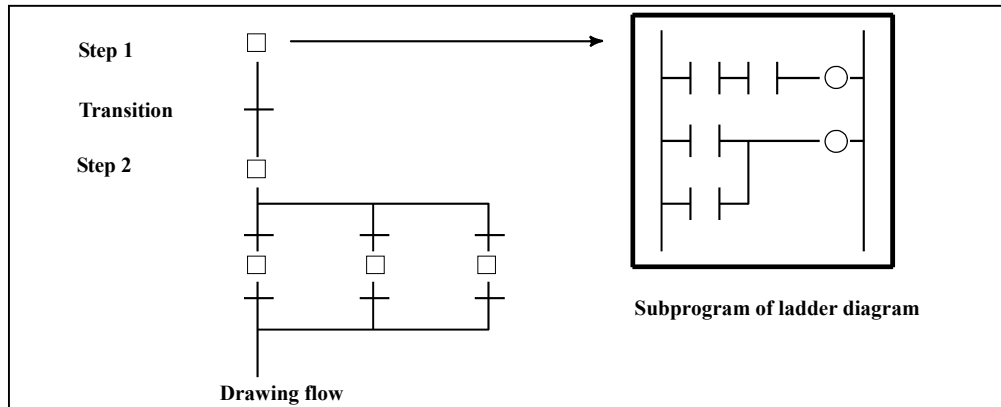 Step 1
Transition
Step 2
Subprogram of ladder diagram
Drawing flow